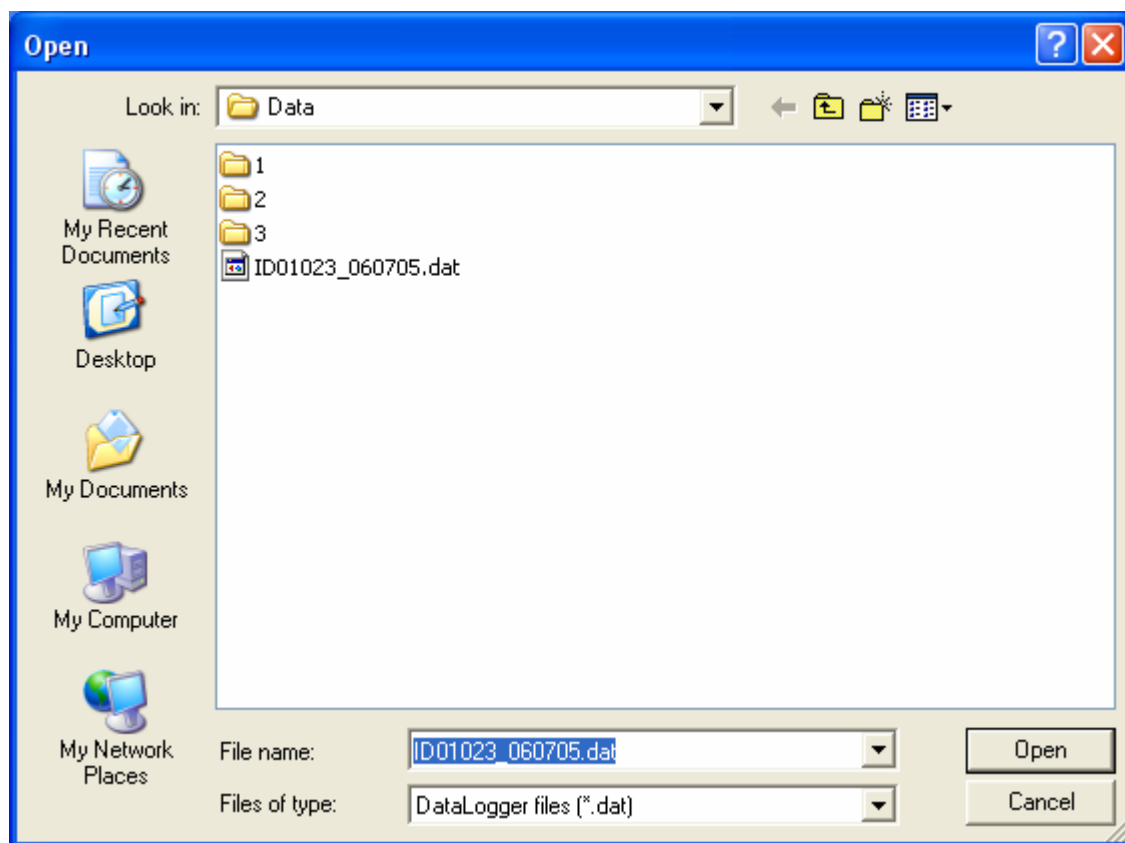 Open
Look in: Data
My Recent
Documents
Desktop
My Documents
My Computer
My Network
Places
1
2
3
ID01023_060705.dat
File name: ID01023_060705.dat
Open
Files of type: DataLogger files (*.dat)
Cancel